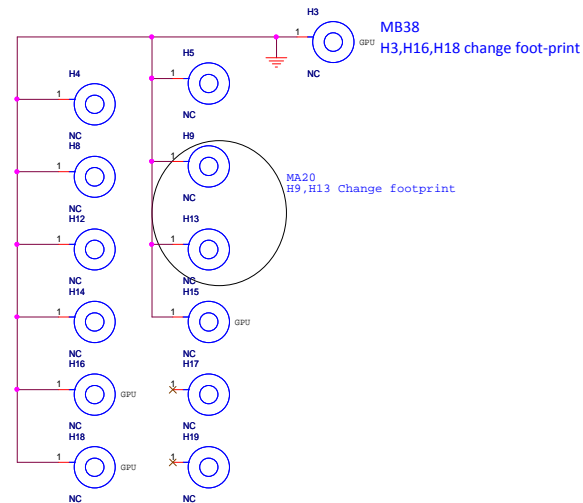 H3
MB38
1
GPU
H3,H16,H18 change foot-print
NC
H5
1
NC
H4
1
NC
H9
1
NC
MA20
H9,H13 Change footprint
H8
1
NC
H13
1
NC
H12
1
NC
H15
1
GPU
NC
H14
1
NC
H17
1
NC
H16
1
GPU
NC
H19
1
NC
H18
1
GPU
NC